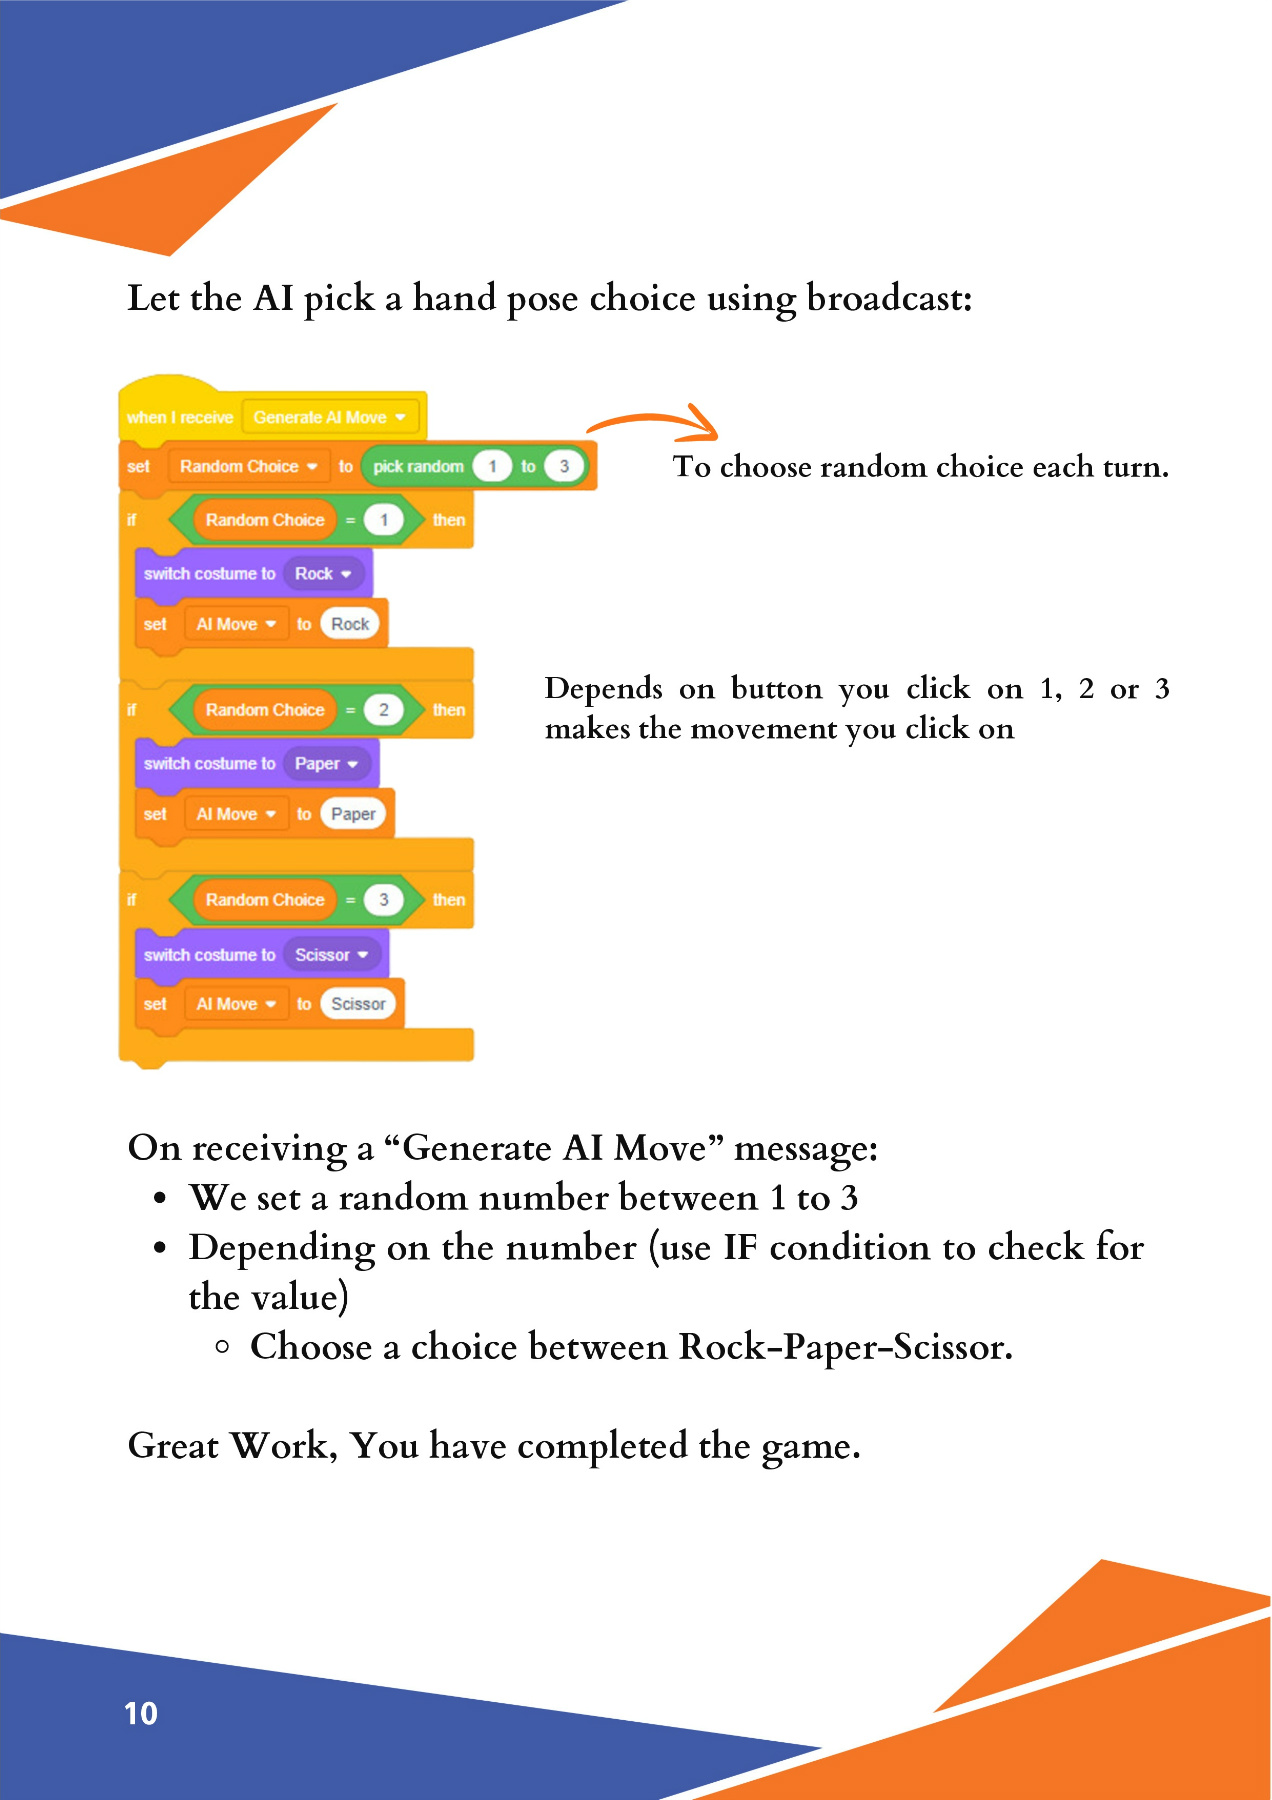 Let the AI pick a hand pose choice using broadcast:
when I receive Generate AI Move
set Random Choice to pick random 1 to 3
To choose random choice each turn.
if Random Choice = 1 then
switch costume to Rock
set AI Move to Rock
Depends on button you click on 1, 2 or 3
makes the movement you click on
if Random Choice = 2 then
switch costume to Paper
set AI Move to Paper
if Random Choice = 3 then
switch costume to Scissor
set AI Move to Scissor
On receiving a “Generate AI Move” message:
• We set a random number between 1 to 3
• Depending on the number (use IF condition to check for
the value)
◦ Choose a choice between Rock-Paper-Scissor.
Great Work, You have completed the game.
10